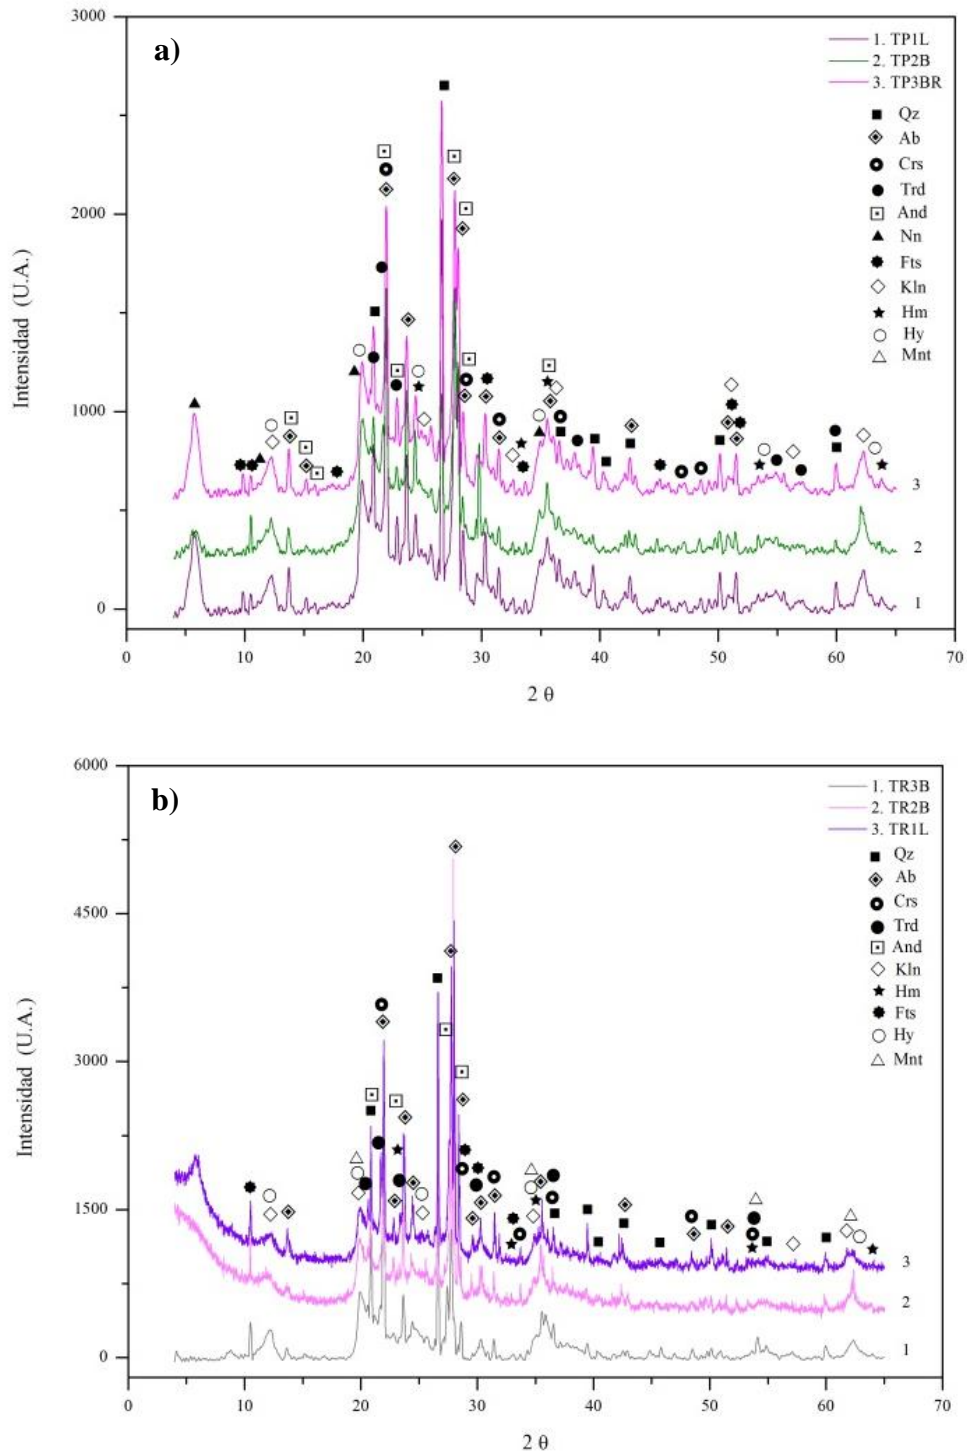 3000
a)
1. TP1L
2. TP2B
3. TP3BR
Qz
Ab
Crs
Trd
And
Nn
Fts
Kln
Hm
Hy
Mnt
2000
1000
0
Intensidad (U.A.)
3
2
1
0 10 20 30 40 50 60 70
2 θ
6000
b)
1. TR3B
2. TR2B
3. TR1L
Qz
Ab
Crs
Trd
And
Kln
Hm
Fts
Hy
Mnt
4500
3000
1500
0
Intensidad (U.A.)
3
2
1
0 10 20 30 40 50 60 70
2 θ